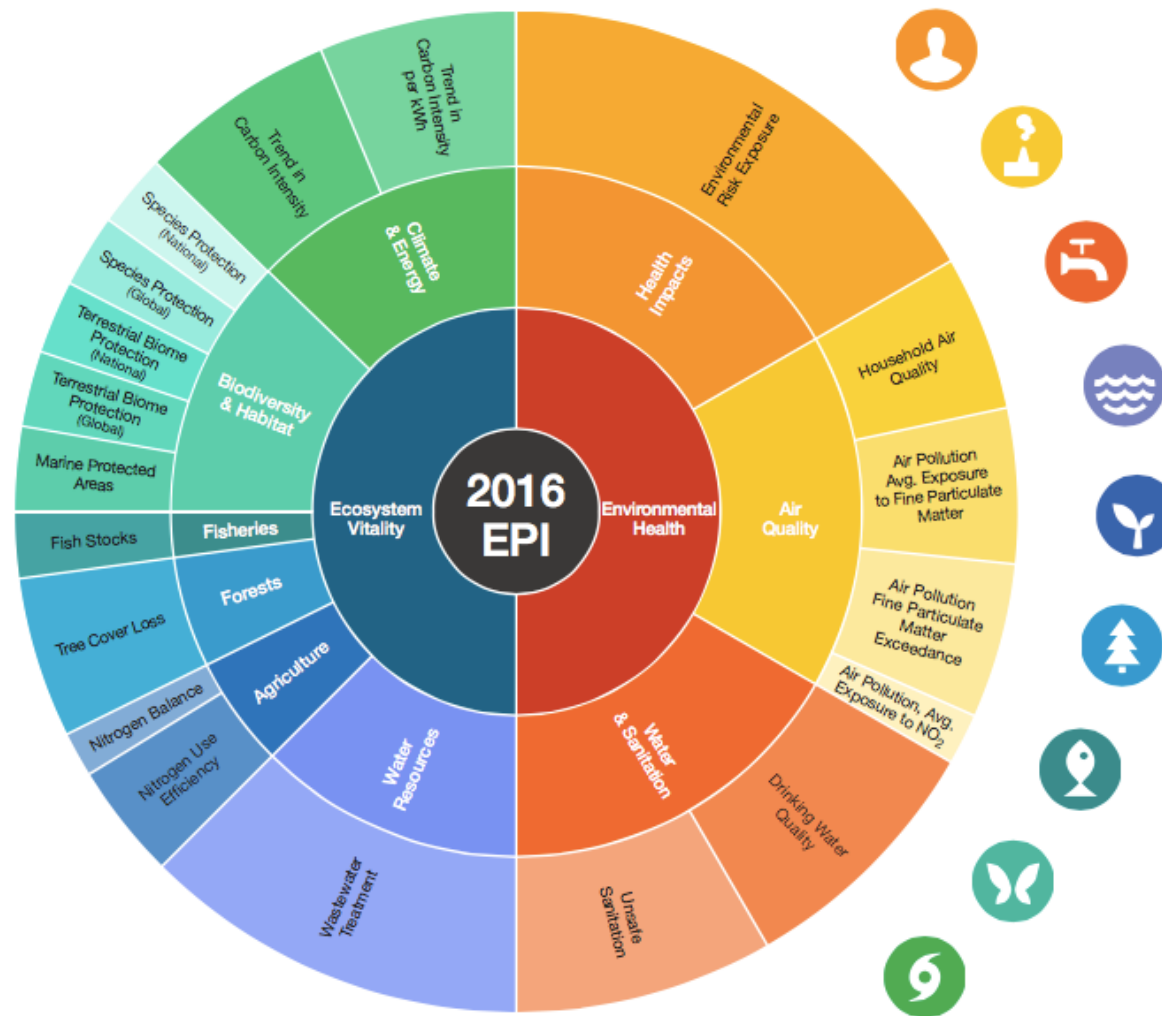 2016
EPI
Environmental
Health
Ecosystem
Vitality
Health
Impacts
Environmental
Risk Exposure
Air
Quality
Household Air
Quality
Air Pollution
Avg. Exposure
to Fine Particulate
Matter
Air Pollution
Fine Particulate
Matter
Exceedance
Air Pollution, Avg.
Exposure to NO2
Water
& Sanitation
Drinking Water
Quality
Unsafe
Sanitation
Water
Resources
Wastewater
Treatment
Agriculture
Nitrogen Use
Efficiency
Nitrogen Balance
Forests
Tree Cover Loss
Fisheries
Fish Stocks
Biodiversity
& Habitat
Marine Protected
Areas
Terrestrial Biome
Protection
(Global)
Terrestrial Biome
Protection
(National)
Species Protection
(Global)
Species Protection
(National)
Climate
& Energy
Trend in
Carbon Intensity
Trend in
Carbon Intensity
per kWh